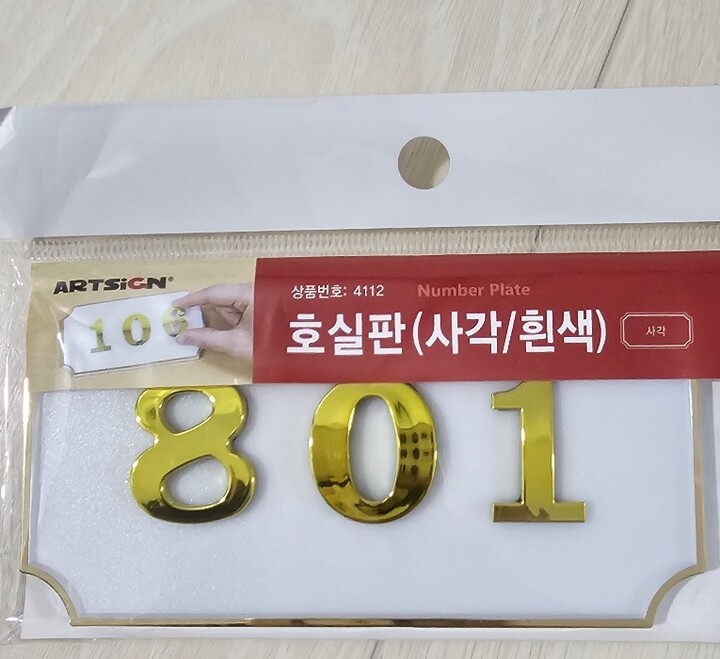 ARTSiGN®
상품번호: 4112 Number Plate
호실판(사각/흰색)
사각
106
801